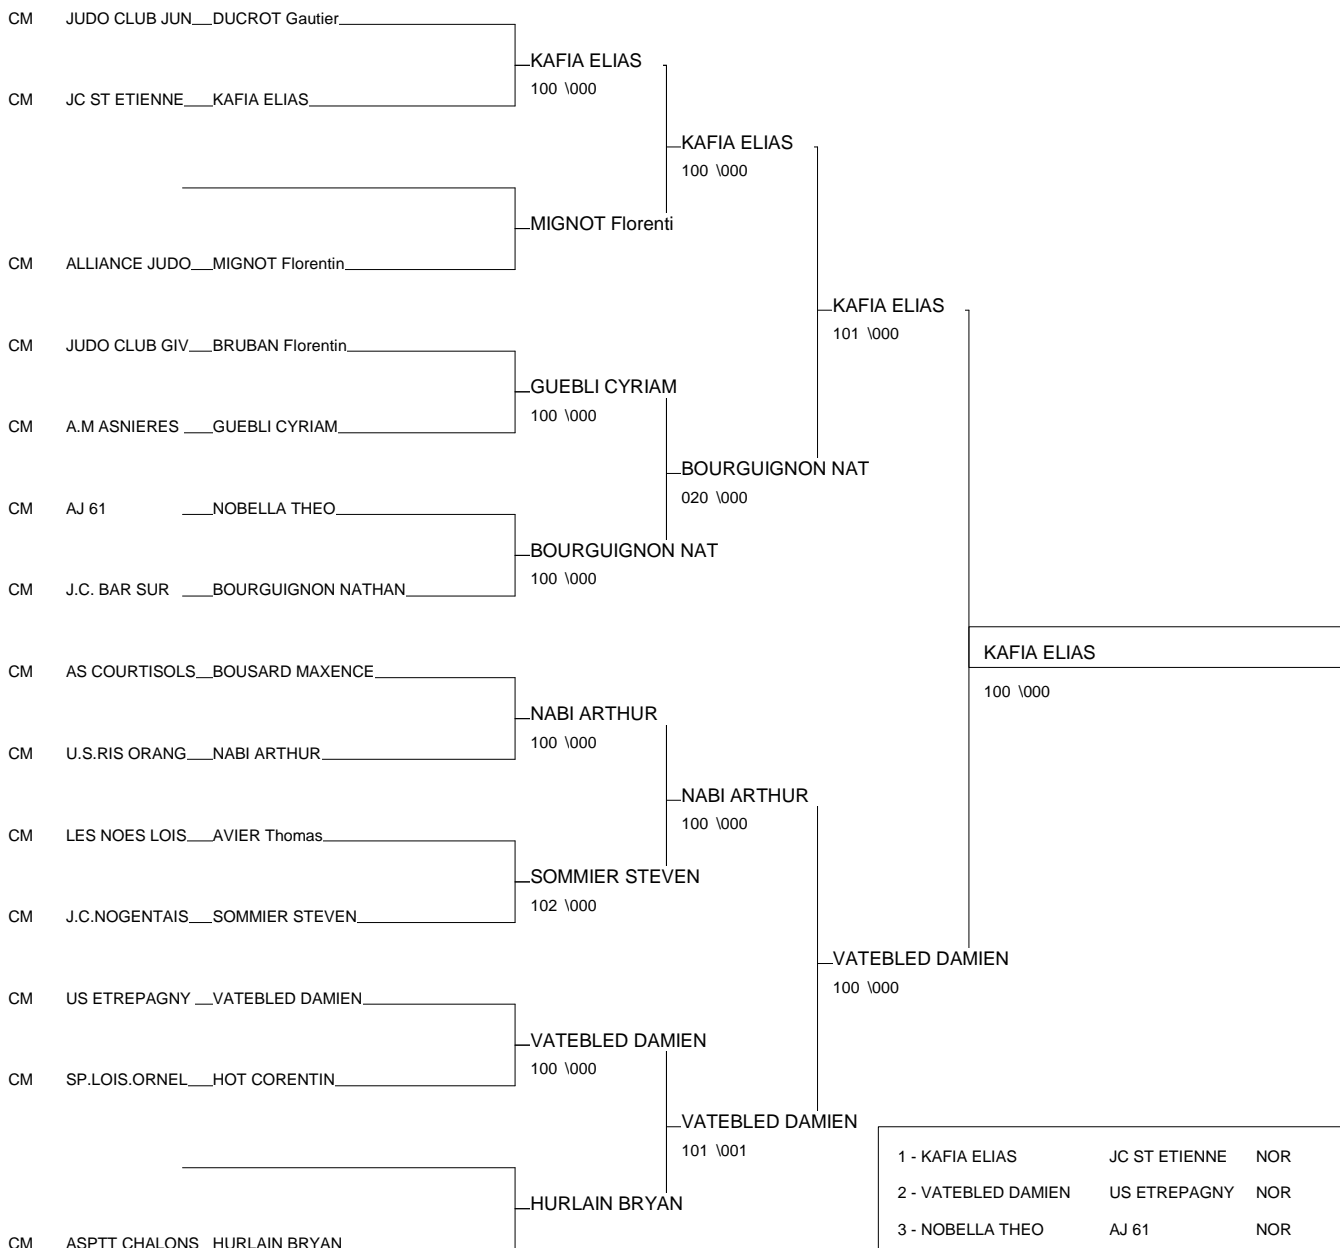 CM JUDO CLUB JUN DUCROT Gautier
KAFIA ELIAS
100 \000
CM JC ST ETIENNE KAFIA ELIAS
KAFIA ELIAS
100 \000
MIGNOT Florenti
CM ALLIANCE JUDO MIGNOT Florentin
KAFIA ELIAS
101 \000
CM JUDO CLUB GIV BRUBAN Florentin
GUEBLI CYRIAM
100 \000
CM A.M ASNIERES GUEBLI CYRIAM
BOURGUIGNON NAT
020 \000
CM AJ 61 NOBELLA THEO
BOURGUIGNON NAT
100 \000
CM J.C. BAR SUR BOURGUIGNON NATHAN
KAFIA ELIAS
100 \000
CM AS COURTISOLS BOUSARD MAXENCE
NABI ARTHUR
100 \000
CM U.S.RIS ORANG NABI ARTHUR
NABI ARTHUR
100 \000
CM LES NOES LOIS AVIER Thomas
SOMMIER STEVEN
102 \000
CM J.C.NOGENTAIS SOMMIER STEVEN
VATEBLED DAMIEN
100 \000
CM US ETREPAGNY VATEBLED DAMIEN
VATEBLED DAMIEN
100 \000
CM SP.LOIS.ORNEL HOT CORENTIN
VATEBLED DAMIEN
101 \001
HURLAIN BRYAN
CM ASPTT CHALONS HURLAIN BRYAN
1 - KAFIA ELIAS JC ST ETIENNE NOR
2 - VATEBLED DAMIEN US ETREPAGNY NOR
3 - NOBELLA THEO AJ 61 NOR